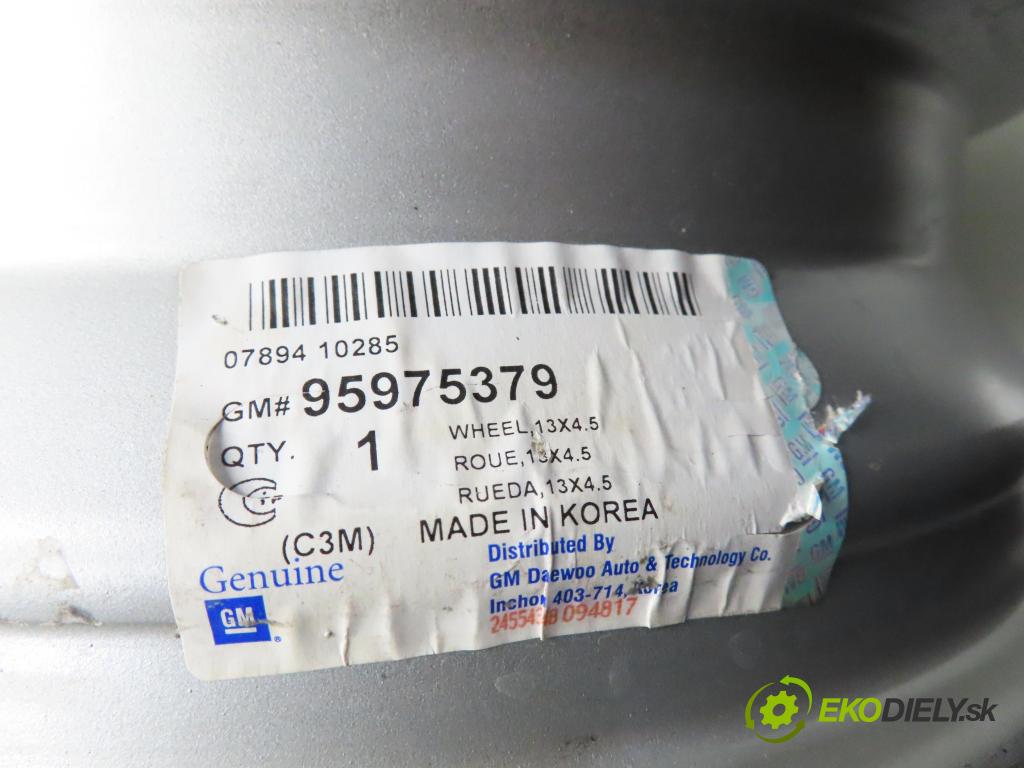 07894 10285
GM# 95975379
QTY. 1
WHEEL,13X4.5
ROUE,13X4.5
RUEDA,13X4.5
(C3M) MADE IN KOREA
Genuine
GM
Distributed By
GM Daewoo Auto & Technology Co.
Inchon 403-714, Korea
094817
EKODIELY.sk